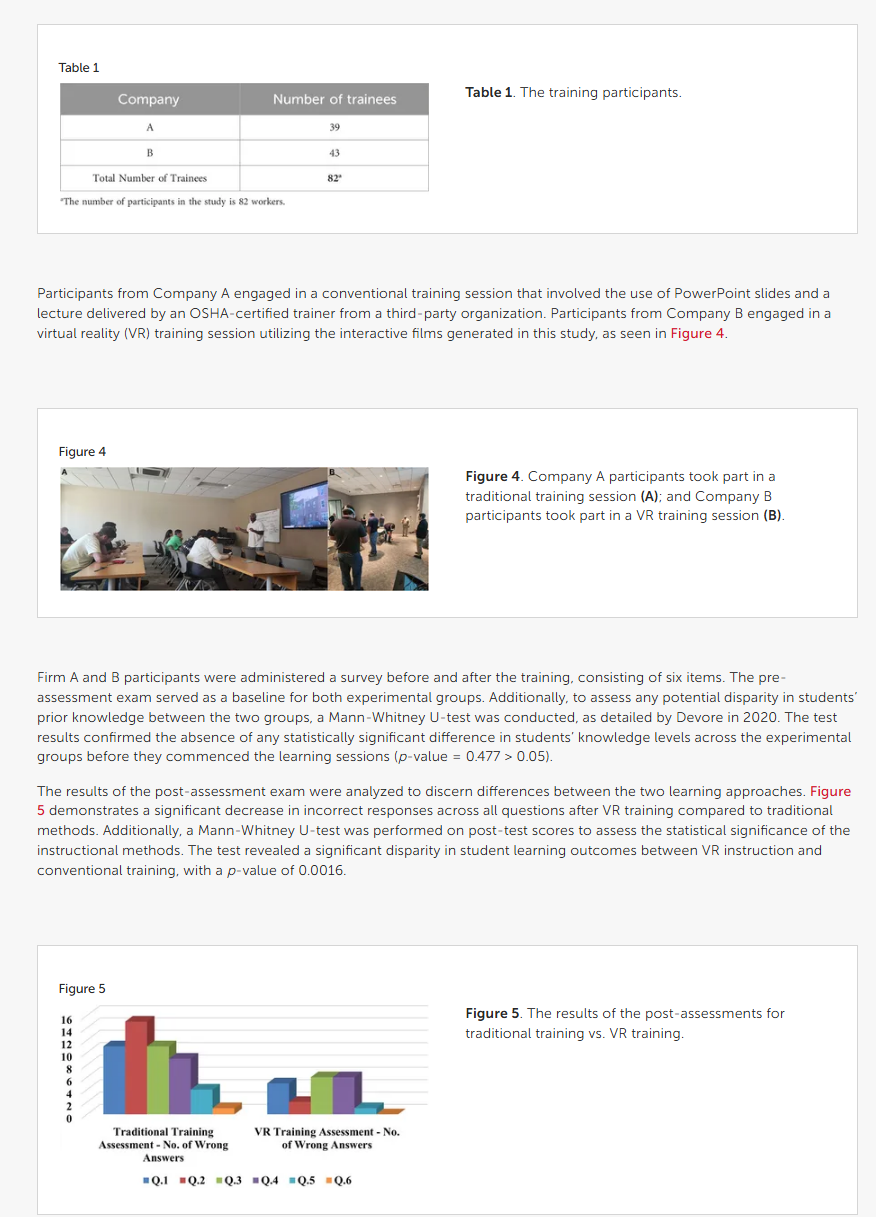 Table 1
Company Number of trainees
A 39
B 43
Total Number of Trainees 82ᵃ
ᵃThe number of participants in the study is 82 workers.
Table 1. The training participants.
Participants from Company A engaged in a conventional training session that involved the use of PowerPoint slides and a
lecture delivered by an OSHA-certified trainer from a third-party organization. Participants from Company B engaged in a
virtual reality (VR) training session utilizing the interactive films generated in this study, as seen in Figure 4.
Figure 4
A
B
Figure 4. Company A participants took part in a
traditional training session (A); and Company B
participants took part in a VR training session (B).
Firm A and B participants were administered a survey before and after the training, consisting of six items. The pre-
assessment exam served as a baseline for both experimental groups. Additionally, to assess any potential disparity in students’
prior knowledge between the two groups, a Mann-Whitney U-test was conducted, as detailed by Devore in 2020. The test
results confirmed the absence of any statistically significant difference in students’ knowledge levels across the experimental
groups before they commenced the learning sessions (p-value = 0.477 > 0.05).
The results of the post-assessment exam were analyzed to discern differences between the two learning approaches. Figure
5 demonstrates a significant decrease in incorrect responses across all questions after VR training compared to traditional
methods. Additionally, a Mann-Whitney U-test was performed on post-test scores to assess the statistical significance of the
instructional methods. The test revealed a significant disparity in student learning outcomes between VR instruction and
conventional training, with a p-value of 0.0016.
Figure 5
16
14
12
10
8
6
4
2
0
Traditional Training
Assessment - No. of Wrong
Answers
VR Training Assessment - No.
of Wrong Answers
Q.1 Q.2 Q.3 Q.4 Q.5 Q.6
Figure 5. The results of the post-assessments for
traditional training vs. VR training.